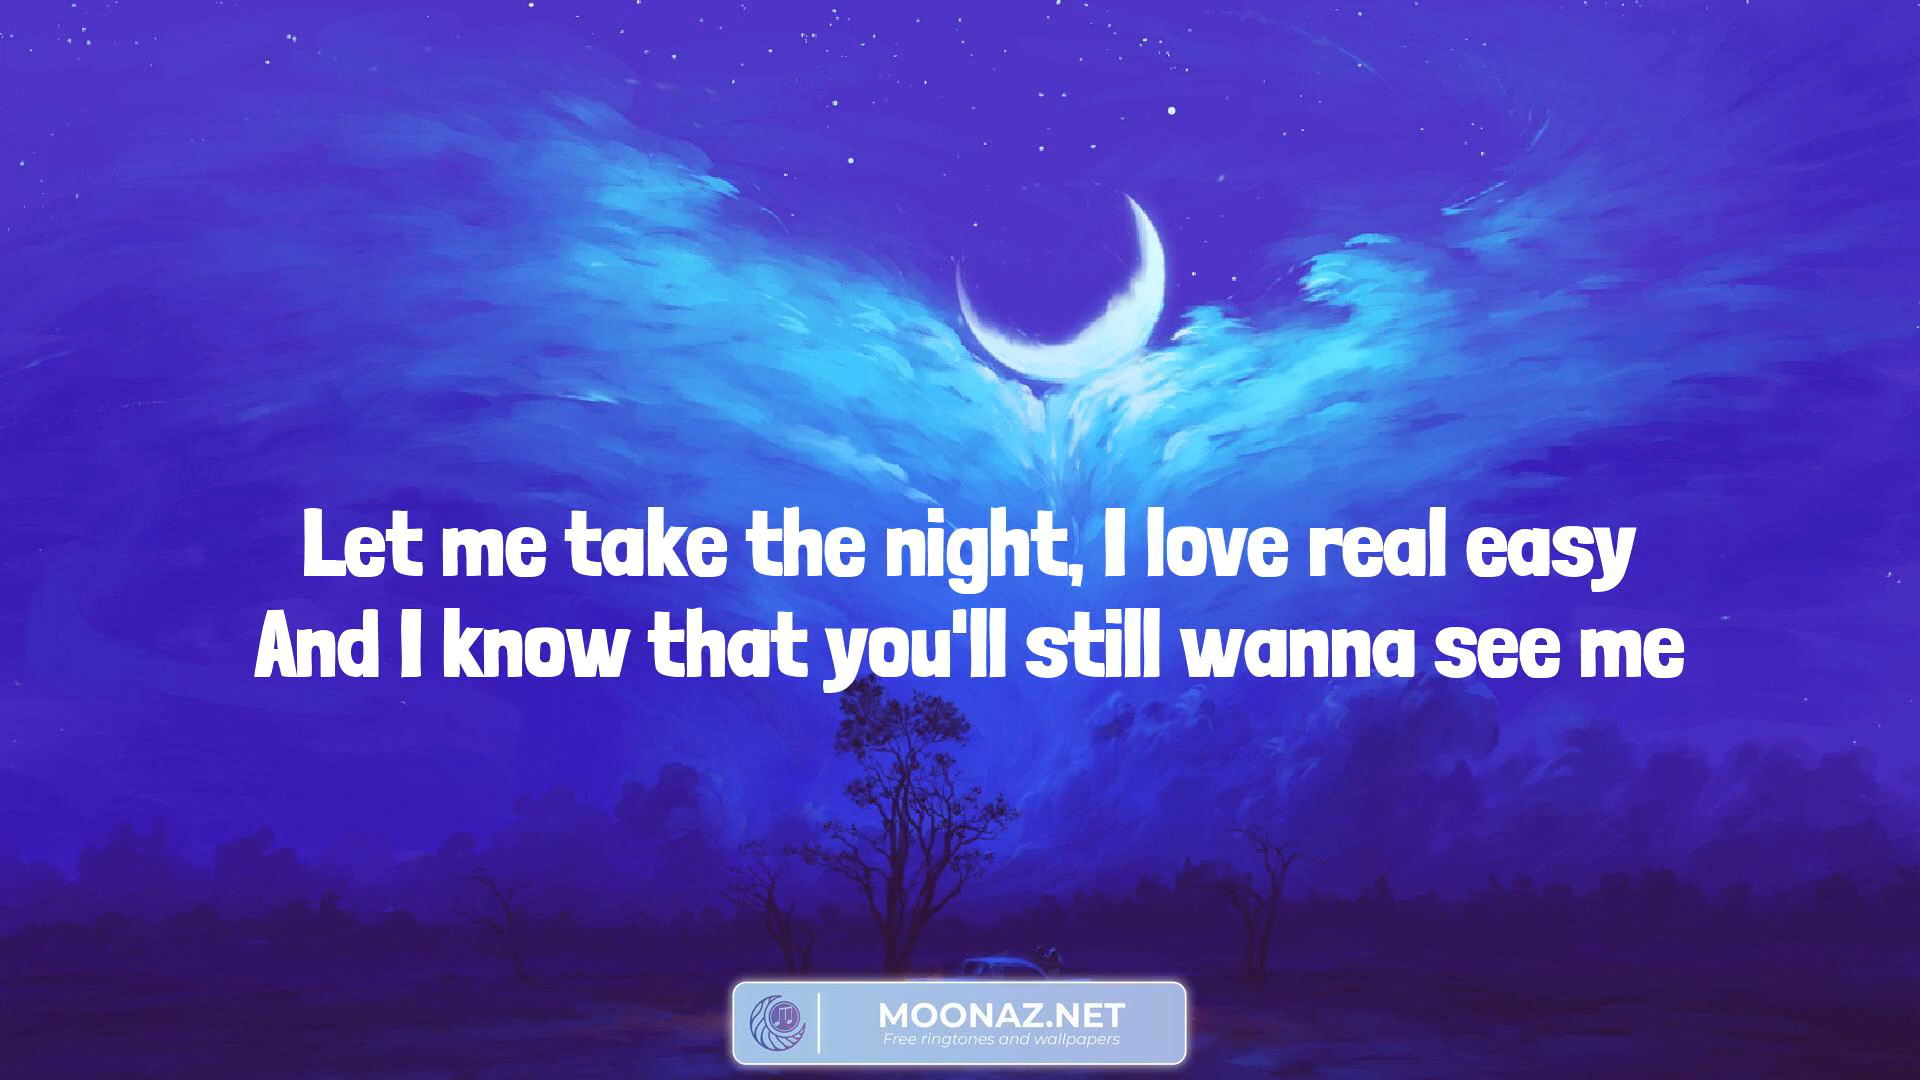 Let me take the night, I love real easy
And I know that you'll still wanna see me
MOONAZ.NET
Free ringtones and wallpapers